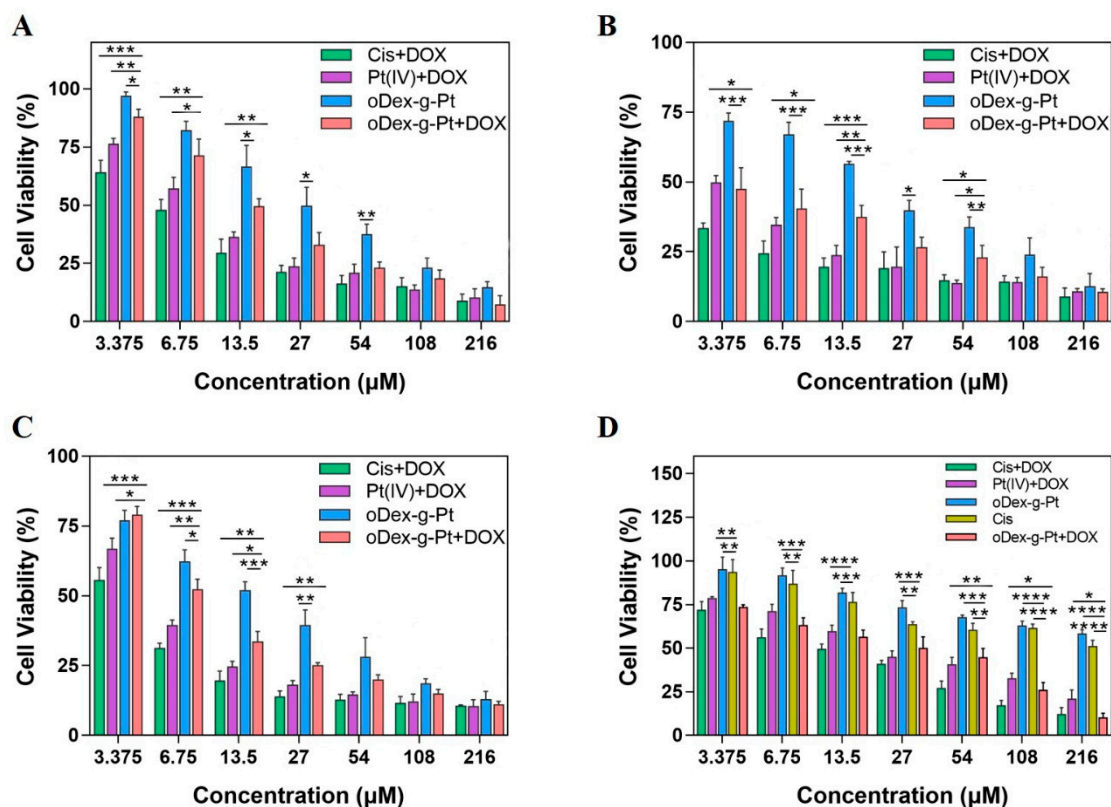 A
Cell Viability (%)
100
75
50
25
0
*** ** *
** *
** *
*
**
Cis+DOX
Pt(IV)+DOX
oDex-g-Pt
oDex-g-Pt+DOX
3.375 6.75 13.5 27 54 108 216
Concentration (µM)
B
Cell Viability (%)
100
75
50
25
0
* ***
* ***
*** ** ***
*
* * **
Cis+DOX
Pt(IV)+DOX
oDex-g-Pt
oDex-g-Pt+DOX
3.375 6.75 13.5 27 54 108 216
Concentration (µM)
C
Cell Viability (%)
100
75
50
25
0
*** *
*** ** *
** * ***
** **
Cis+DOX
Pt(IV)+DOX
oDex-g-Pt
oDex-g-Pt+DOX
3.375 6.75 13.5 27 54 108 216
Concentration (µM)
D
Cell Viability (%)
150
125
100
75
50
25
0
** **
*** **
**** ***
*** **
** *** **
* **** ****
* **** ****
Cis+DOX
Pt(IV)+DOX
oDex-g-Pt
Cis
oDex-g-Pt+DOX
3.375 6.75 13.5 27 54 108 216
Concentration (µM)